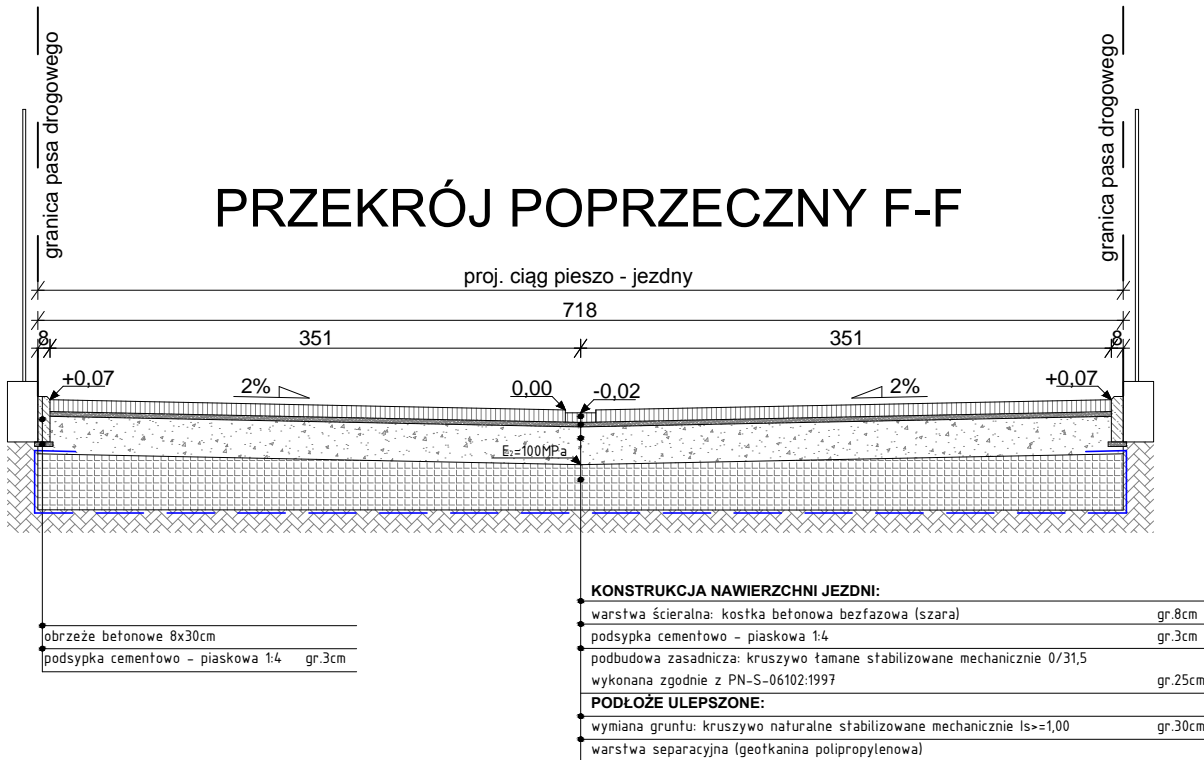 granica pasa drogowego
granica pasa drogowego
PRZEKRÓJ POPRZECZNY F-F
proj. ciąg pieszo - jezdny
718
8
351
351
8
+0,07
2%
0,00
-0,02
2%
+0,07
E₂=100MPa
KONSTRUKCJA NAWIERZCHNI JEZDNI:
warstwa ścieralna: kostka betonowa bezfazowa (szara) gr.8cm
podsypka cementowo - piaskowa 1:4 gr.3cm
podbudowa zasadnicza: kruszywo łamane stabilizowane mechanicznie 0/31,5
wykonana zgodnie z PN-S-06102:1997 gr.25cm
PODŁOŻE ULEPSZONE:
wymiana gruntu: kruszywo naturalne stabilizowane mechanicznie Is>=1,00 gr.30cm
warstwa separacyjna (geotkanina polipropylenowa)
obrzeże betonowe 8x30cm
podsypka cementowo - piaskowa 1:4 gr.3cm